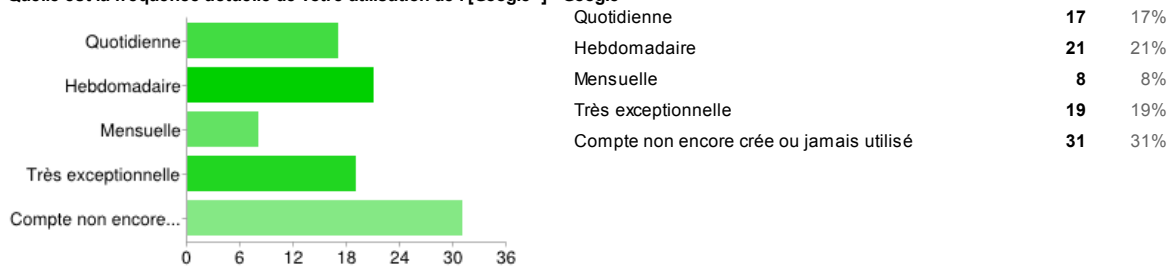 Quotidienne
Hebdomadaire
Mensuelle
Très exceptionnelle
Compte non encore...
0 6 12 18 24 30 36
Quotidienne 17 17%
Hebdomadaire 21 21%
Mensuelle 8 8%
Très exceptionnelle 19 19%
Compte non encore crée ou jamais utilisé 31 31%